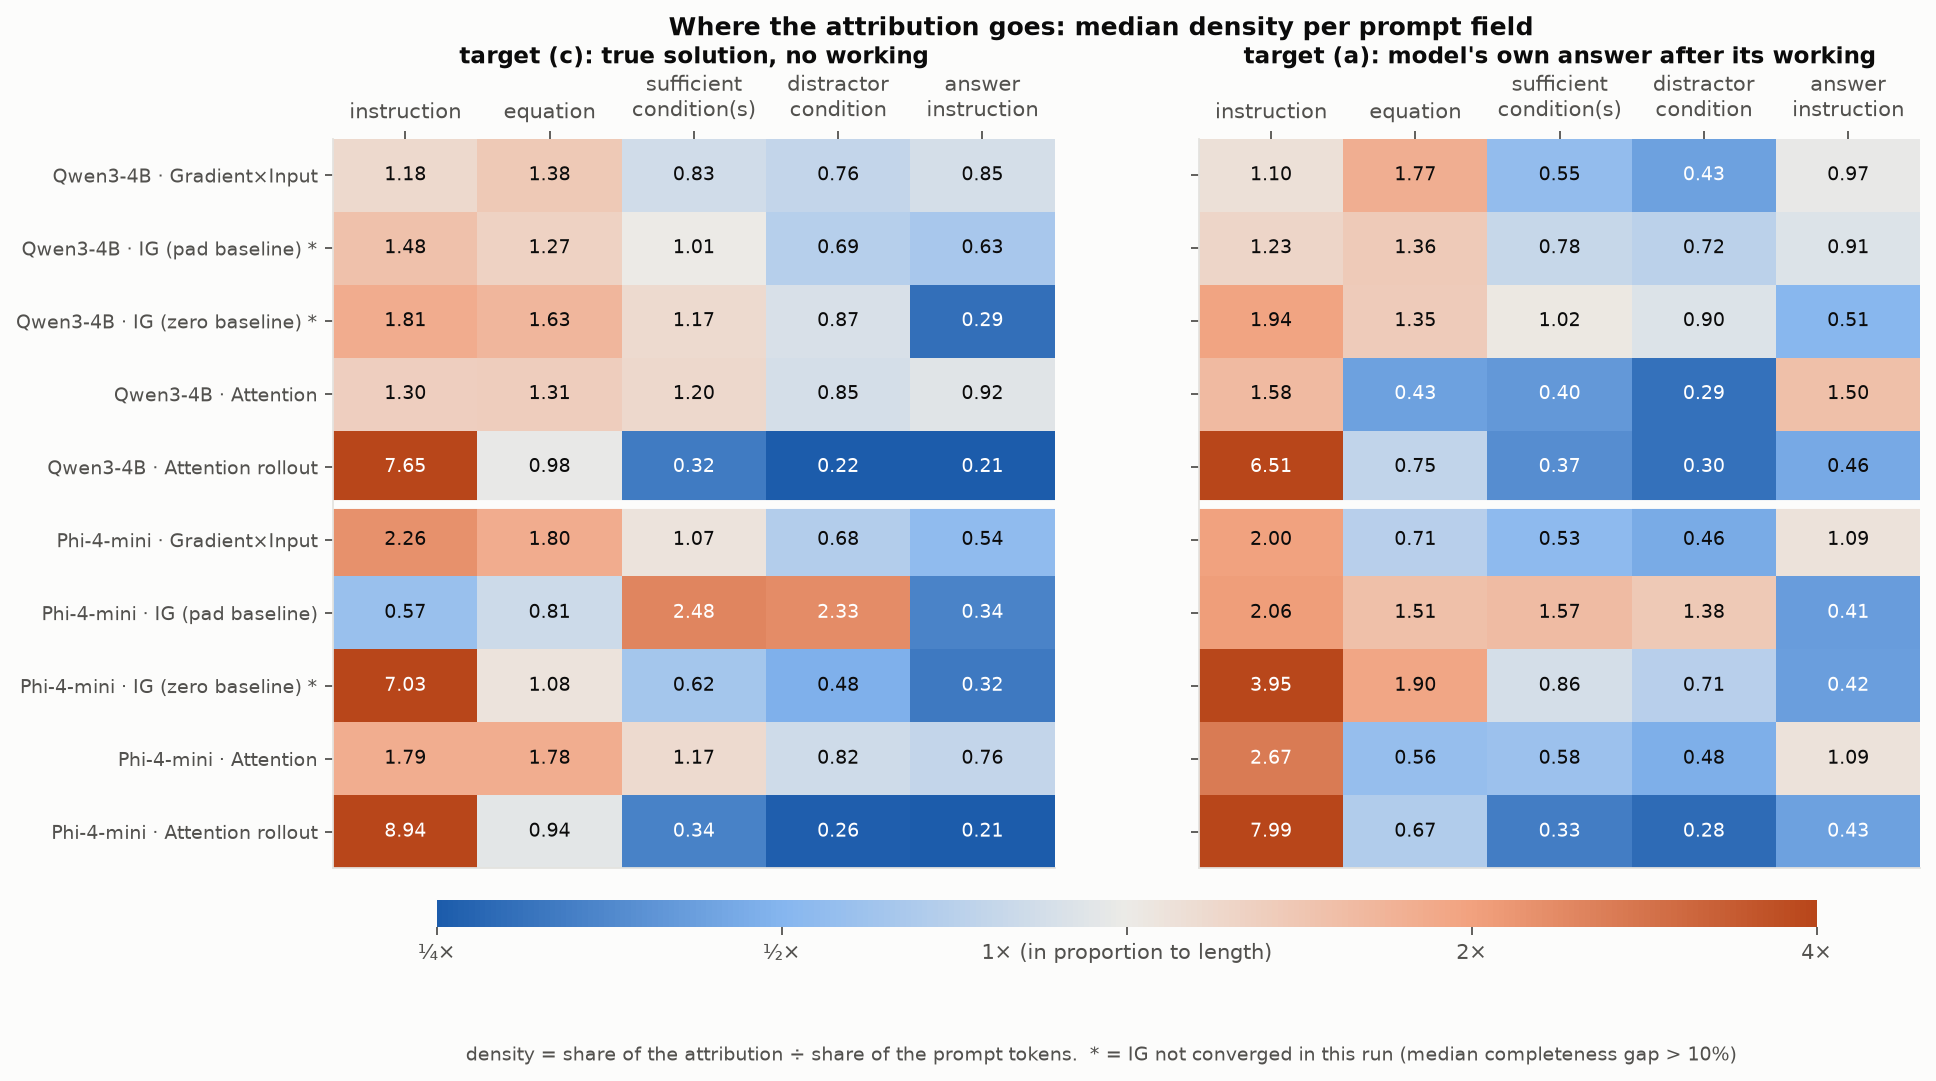 Where the attribution goes: median density per prompt field
target (c): true solution, no working
target (a): model's own answer after its working
instruction
equation
sufficient
condition(s)
distractor
condition
answer
instruction
instruction
equation
sufficient
condition(s)
distractor
condition
answer
instruction
Qwen3-4B · Gradient×Input 1.18 1.38 0.83 0.76 0.85 1.10 1.77 0.55 0.43 0.97
Qwen3-4B · IG (pad baseline) * 1.48 1.27 1.01 0.69 0.63 1.23 1.36 0.78 0.72 0.91
Qwen3-4B · IG (zero baseline) * 1.81 1.63 1.17 0.87 0.29 1.94 1.35 1.02 0.90 0.51
Qwen3-4B · Attention 1.30 1.31 1.20 0.85 0.92 1.58 0.43 0.40 0.29 1.50
Qwen3-4B · Attention rollout 7.65 0.98 0.32 0.22 0.21 6.51 0.75 0.37 0.30 0.46
Phi-4-mini · Gradient×Input 2.26 1.80 1.07 0.68 0.54 2.00 0.71 0.53 0.46 1.09
Phi-4-mini · IG (pad baseline) 0.57 0.81 2.48 2.33 0.34 2.06 1.51 1.57 1.38 0.41
Phi-4-mini · IG (zero baseline) * 7.03 1.08 0.62 0.48 0.32 3.95 1.90 0.86 0.71 0.42
Phi-4-mini · Attention 1.79 1.78 1.17 0.82 0.76 2.67 0.56 0.58 0.48 1.09
Phi-4-mini · Attention rollout 8.94 0.94 0.34 0.26 0.21 7.99 0.67 0.33 0.28 0.43
¼× ½× 1× (in proportion to length) 2× 4×
density = share of the attribution ÷ share of the prompt tokens.  * = IG not converged in this run (median completeness gap > 10%)